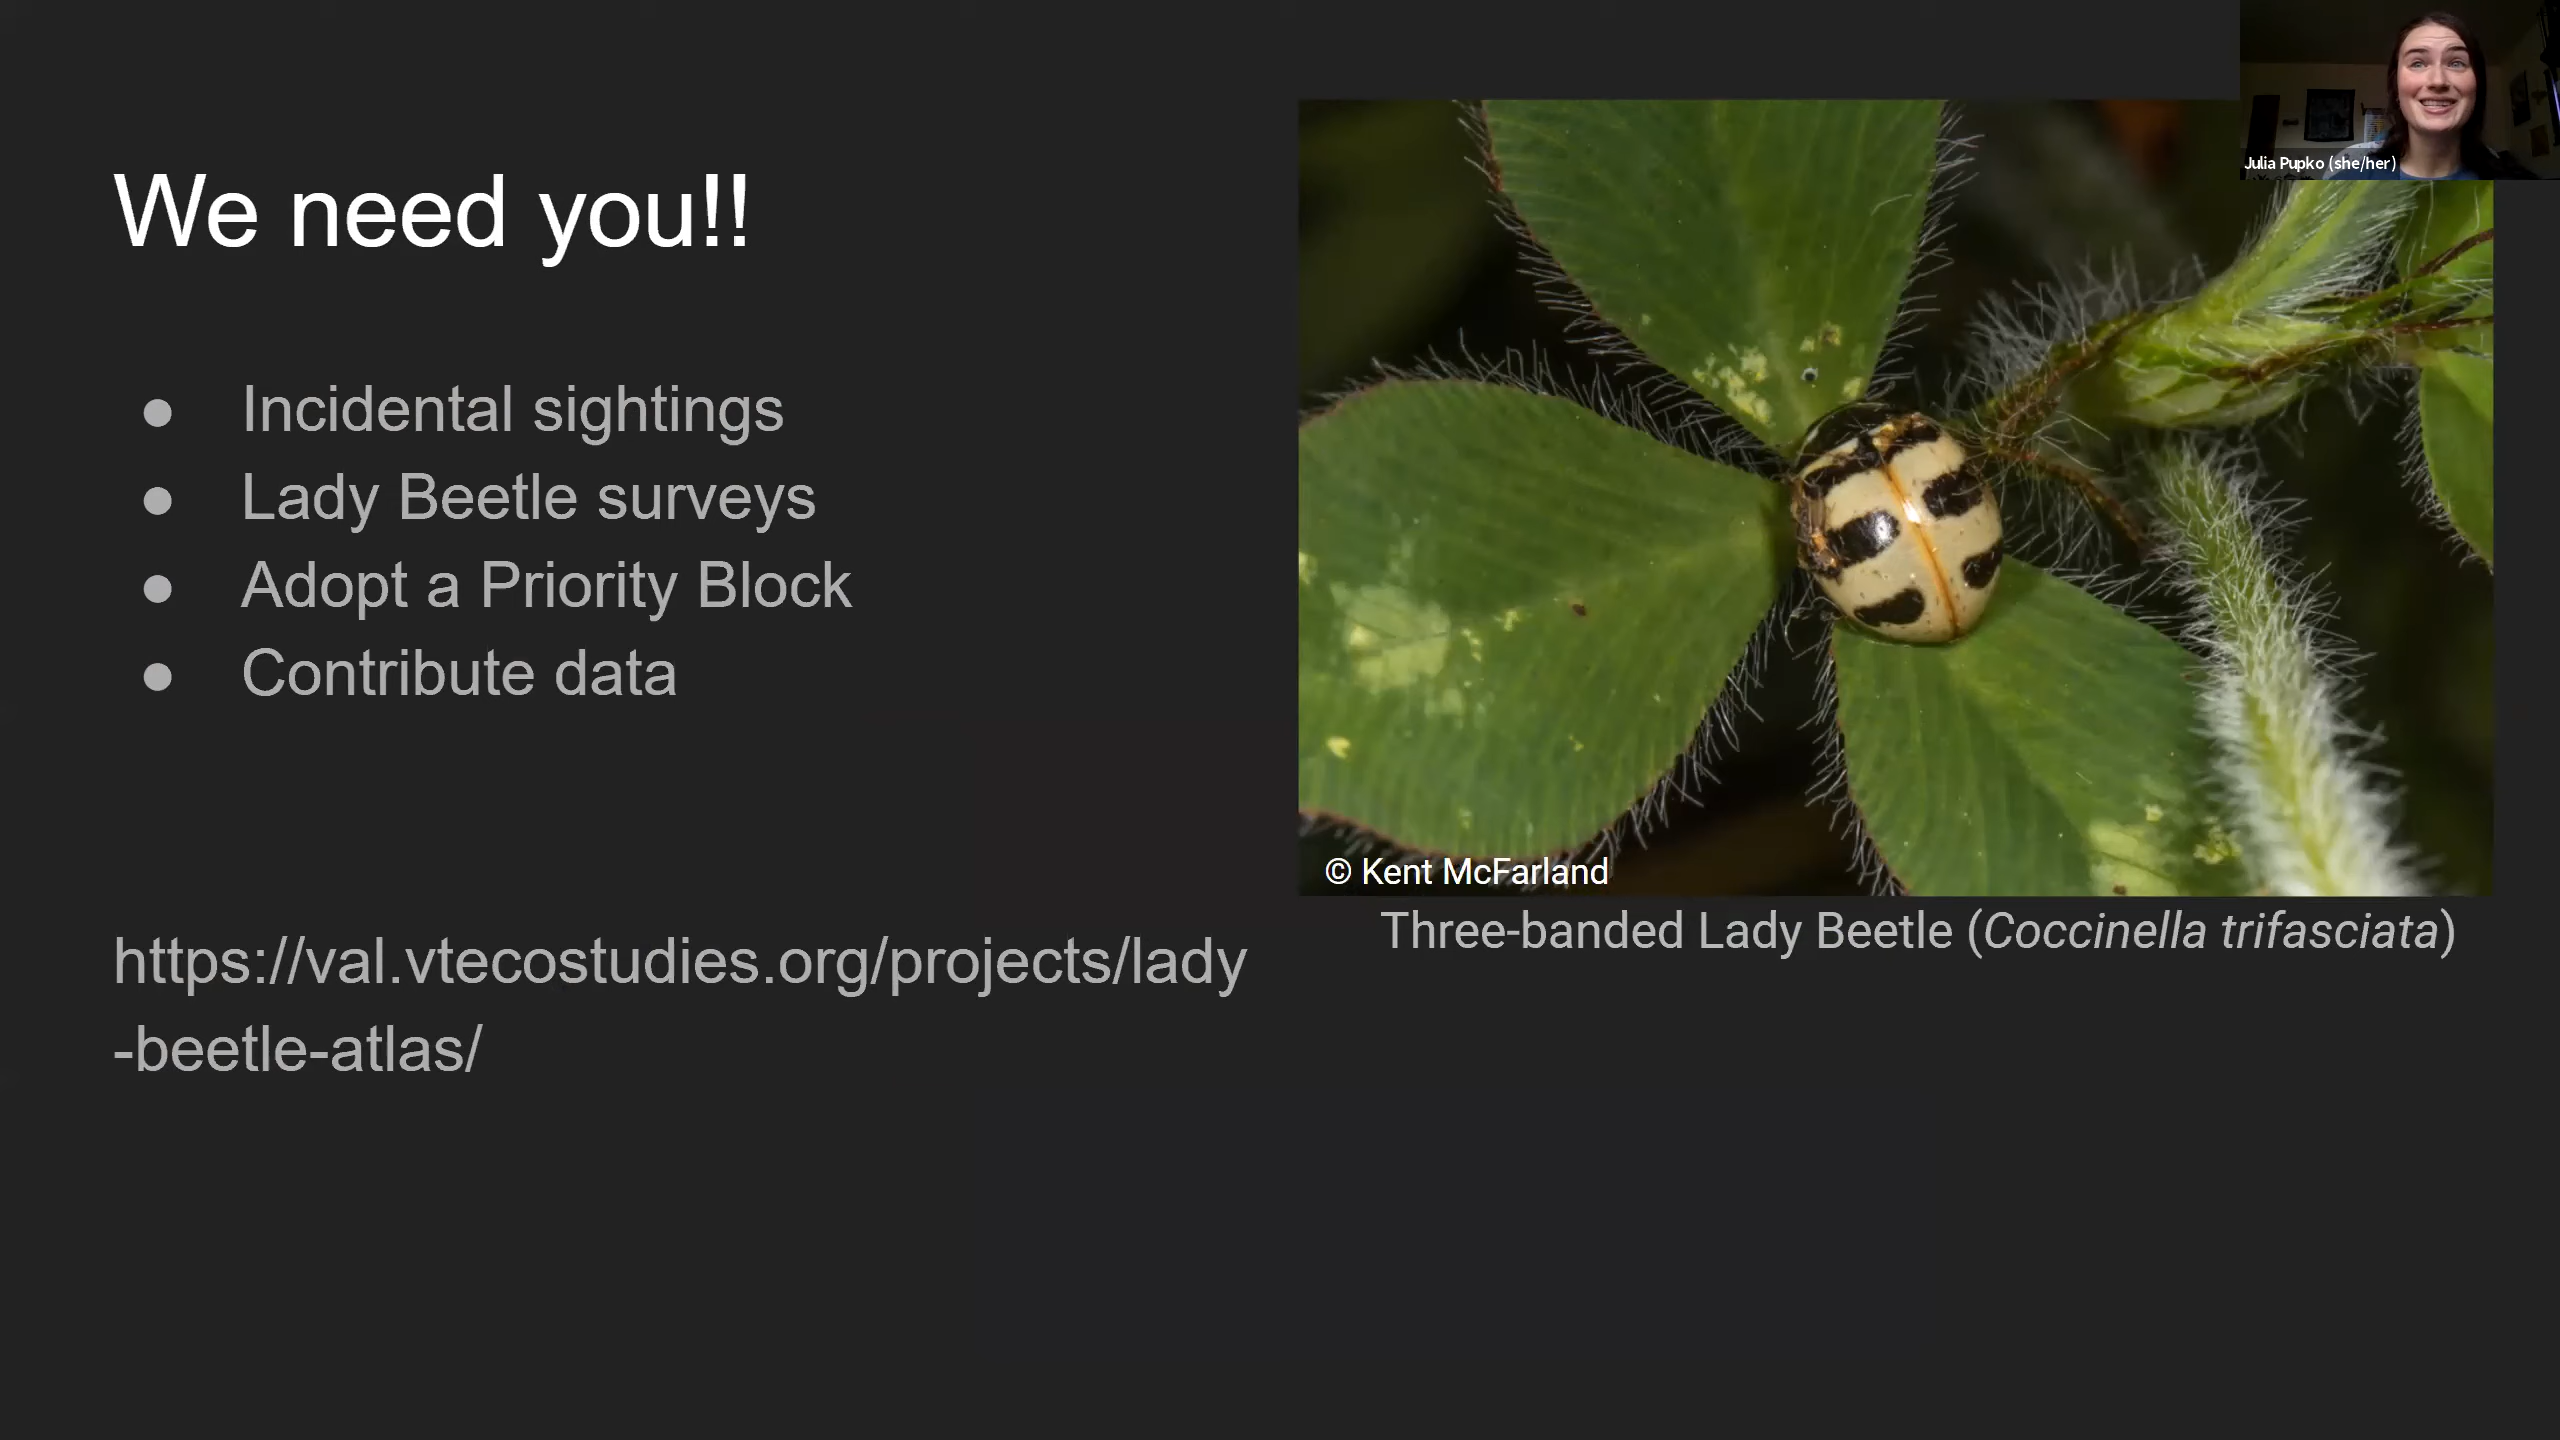 Julia Pupko (she/her)
We need you!!
● Incidental sightings
● Lady Beetle surveys
● Adopt a Priority Block
● Contribute data
https://val.vtecostudies.org/projects/lady
-beetle-atlas/
© Kent McFarland
Three-banded Lady Beetle (Coccinella trifasciata)